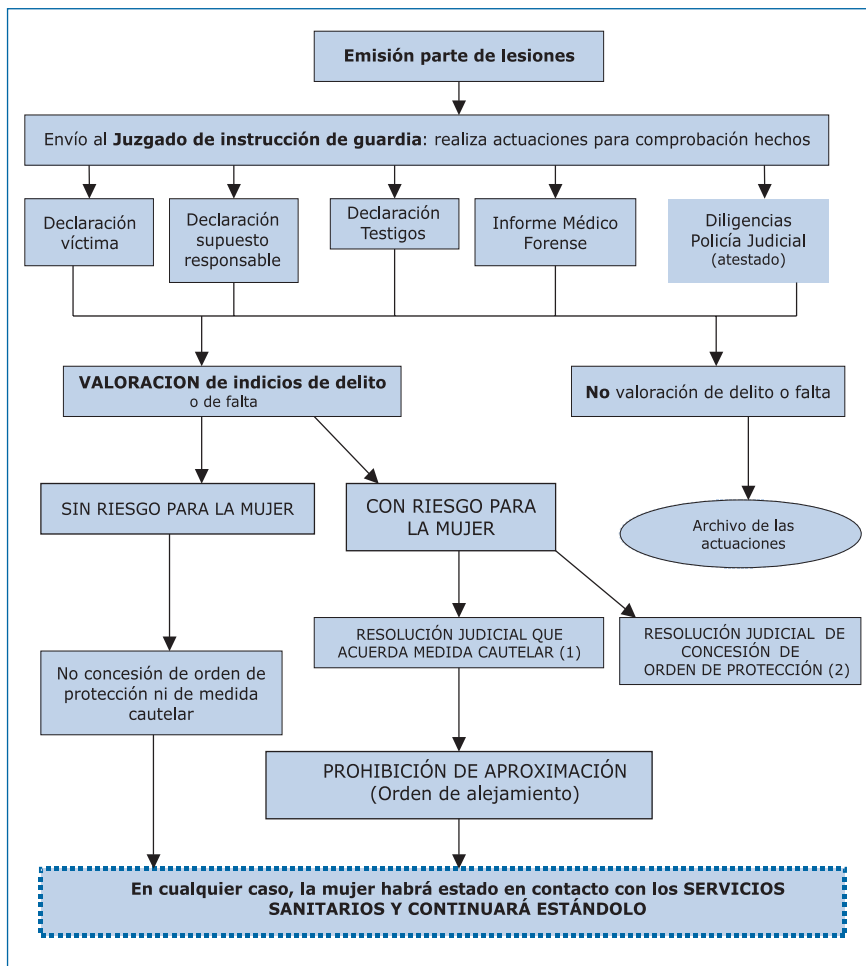 Emisión parte de lesiones
Envío al Juzgado de instrucción de guardia: realiza actuaciones para comprobación hechos
Declaración
víctima
Declaración
supuesto
responsable
Declaración
Testigos
Informe Médico
Forense
Diligencias
Policía Judicial
(atestado)
VALORACION de indicios de delito
o de falta
No valoración de delito o falta
SIN RIESGO PARA LA MUJER
CON RIESGO PARA
LA MUJER
Archivo de las
actuaciones
RESOLUCIÓN JUDICIAL QUE
ACUERDA MEDIDA CAUTELAR (1)
RESOLUCIÓN JUDICIAL DE
CONCESIÓN DE
ORDEN DE PROTECCIÓN (2)
No concesión de orden de
protección ni de medida
cautelar
PROHIBICIÓN DE APROXIMACIÓN
(Orden de alejamiento)
En cualquier caso, la mujer habrá estado en contacto con los SERVICIOS
SANITARIOS Y CONTINUARÁ ESTÁNDOLO